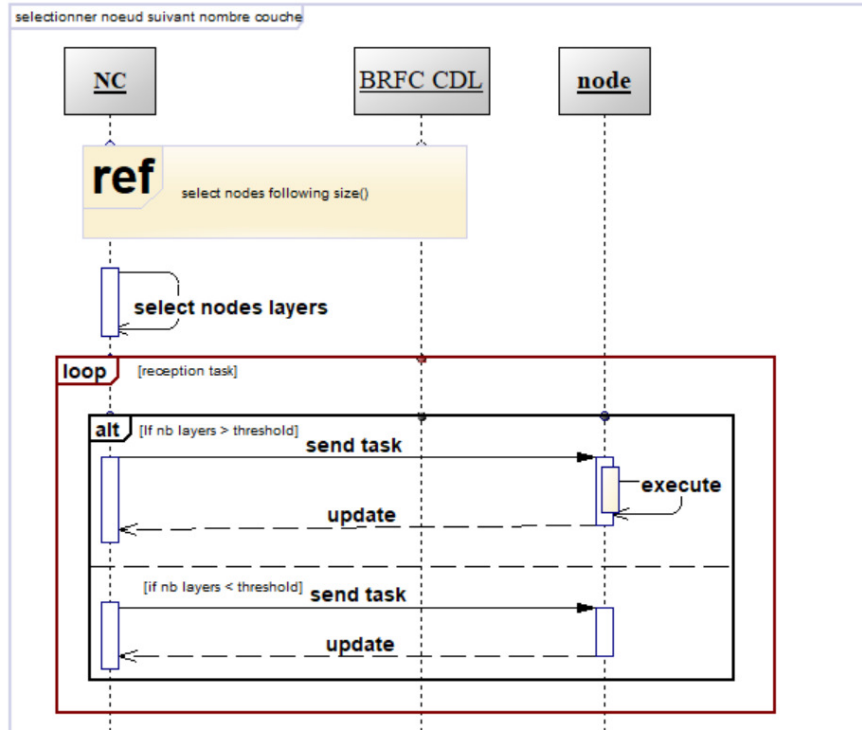 selectionner noeud suivant nombre couche
NC
BRFC CDL
node
ref
select nodes following size()
select nodes layers
loop
[reception task]
alt
[If nb layers > threshold]
send task
execute
update
[if nb layers < threshold]
send task
update